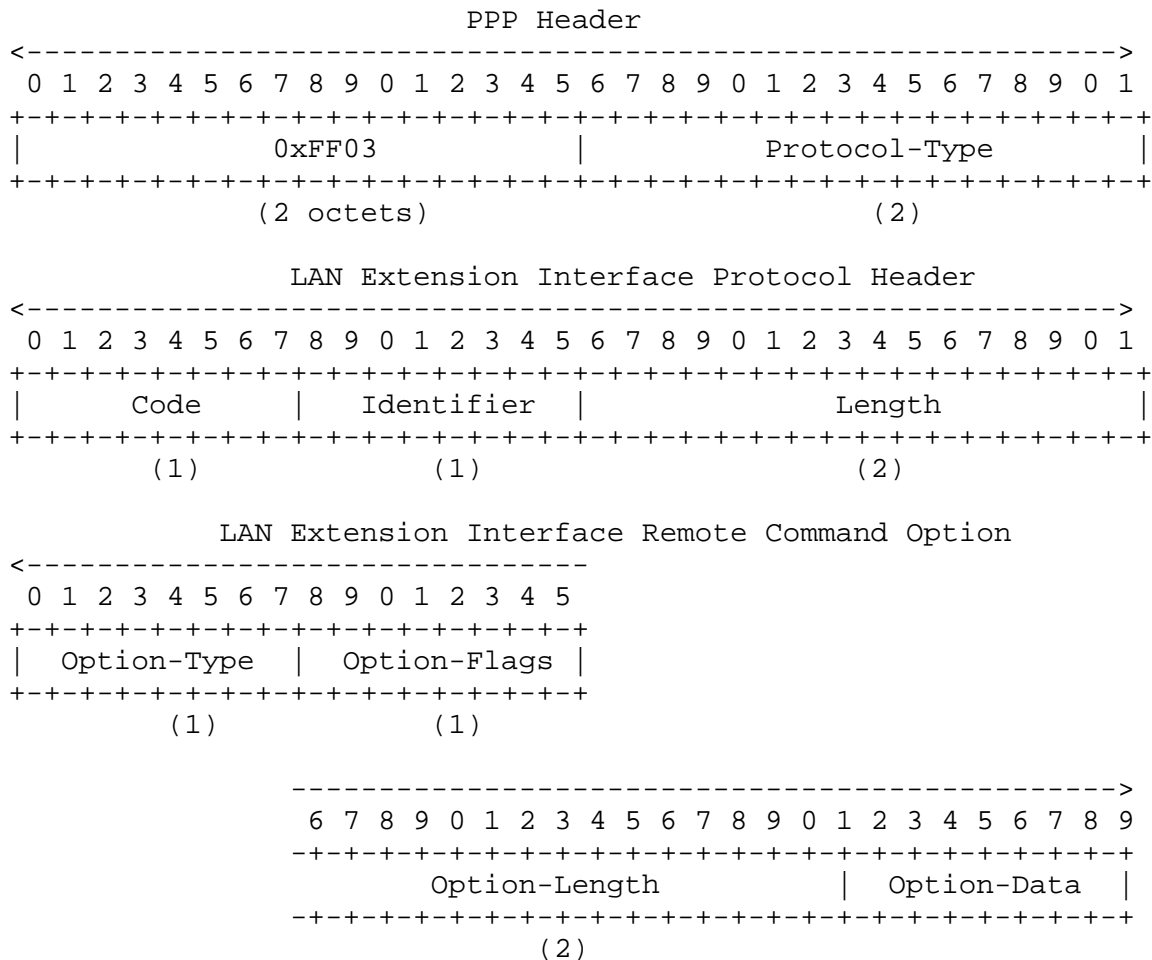 PPP Header
<-------------------------------------------------------------->
 0 1 2 3 4 5 6 7 8 9 0 1 2 3 4 5 6 7 8 9 0 1 2 3 4 5 6 7 8 9 0 1
+-+-+-+-+-+-+-+-+-+-+-+-+-+-+-+-+-+-+-+-+-+-+-+-+-+-+-+-+-+-+-+-+
|              0xFF03           |          Protocol-Type        |
+-+-+-+-+-+-+-+-+-+-+-+-+-+-+-+-+-+-+-+-+-+-+-+-+-+-+-+-+-+-+-+-+
              (2 octets)                         (2)
                LAN Extension Interface Protocol Header
<-------------------------------------------------------------->
 0 1 2 3 4 5 6 7 8 9 0 1 2 3 4 5 6 7 8 9 0 1 2 3 4 5 6 7 8 9 0 1
+-+-+-+-+-+-+-+-+-+-+-+-+-+-+-+-+-+-+-+-+-+-+-+-+-+-+-+-+-+-+-+-+
|      Code     |   Identifier  |              Length           |
+-+-+-+-+-+-+-+-+-+-+-+-+-+-+-+-+-+-+-+-+-+-+-+-+-+-+-+-+-+-+-+-+
        (1)             (1)                     (2)
            LAN Extension Interface Remote Command Option
<--------------------------------
 0 1 2 3 4 5 6 7 8 9 0 1 2 3 4 5
+-+-+-+-+-+-+-+-+-+-+-+-+-+-+-+-+
|  Option-Type  |  Option-Flags |
+-+-+-+-+-+-+-+-+-+-+-+-+-+-+-+-+
         (1)            (1)
                ----------------------------------------------->
                 6 7 8 9 0 1 2 3 4 5 6 7 8 9 0 1 2 3 4 5 6 7 8 9
                -+-+-+-+-+-+-+-+-+-+-+-+-+-+-+-+-+-+-+-+-+-+-+-+
                        Option-Length          |  Option-Data  |
                -+-+-+-+-+-+-+-+-+-+-+-+-+-+-+-+-+-+-+-+-+-+-+-+
                              (2)